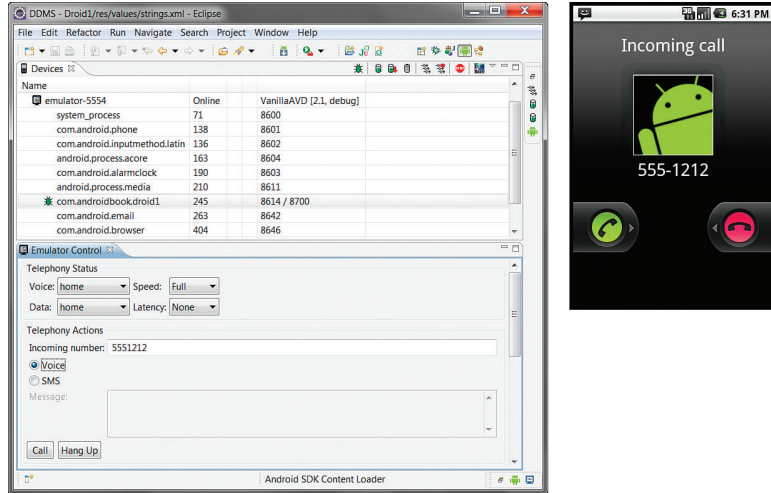 DDMS - Droid1/res/values/strings.xml - Eclipse
File Edit Refactor Run Navigate Search Project Window Help
Devices
Name
emulator-5554 Online VanillaAVD [2.1, debug]
system_process 71 8600
com.android.phone 138 8601
com.android.inputmethod.latin 136 8602
android.process.acore 163 8604
com.android.alarmclock 190 8603
android.process.media 210 8611
com.androidbook.droid1 245 8614 / 8700
com.android.email 263 8642
com.android.browser 404 8646
Emulator Control
Telephony Status
Voice: home Speed: Full
Data: home Latency: None
Telephony Actions
Incoming number: 5551212
Voice
SMS
Message:
Call Hang Up
Android SDK Content Loader
3G 6:31 PM
Incoming call
555-1212